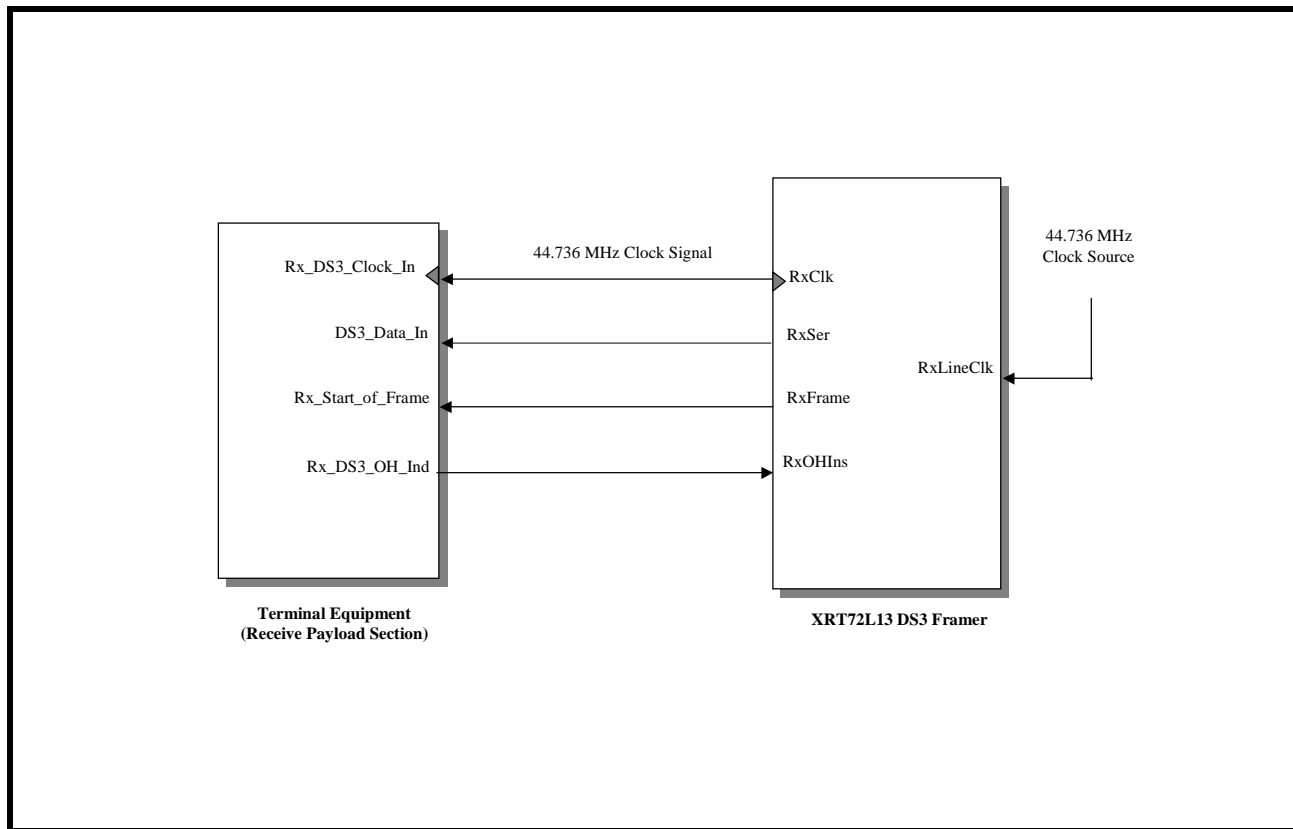 44.736 MHz
Clock Source
44.736 MHz Clock Signal
Rx_DS3_Clock_In
RxClk
DS3_Data_In
RxSer
RxLineClk
Rx_Start_of_Frame
RxFrame
Rx_DS3_OH_Ind
RxOHIns
Terminal Equipment
(Receive Payload Section)
XRT72L13 DS3 Framer